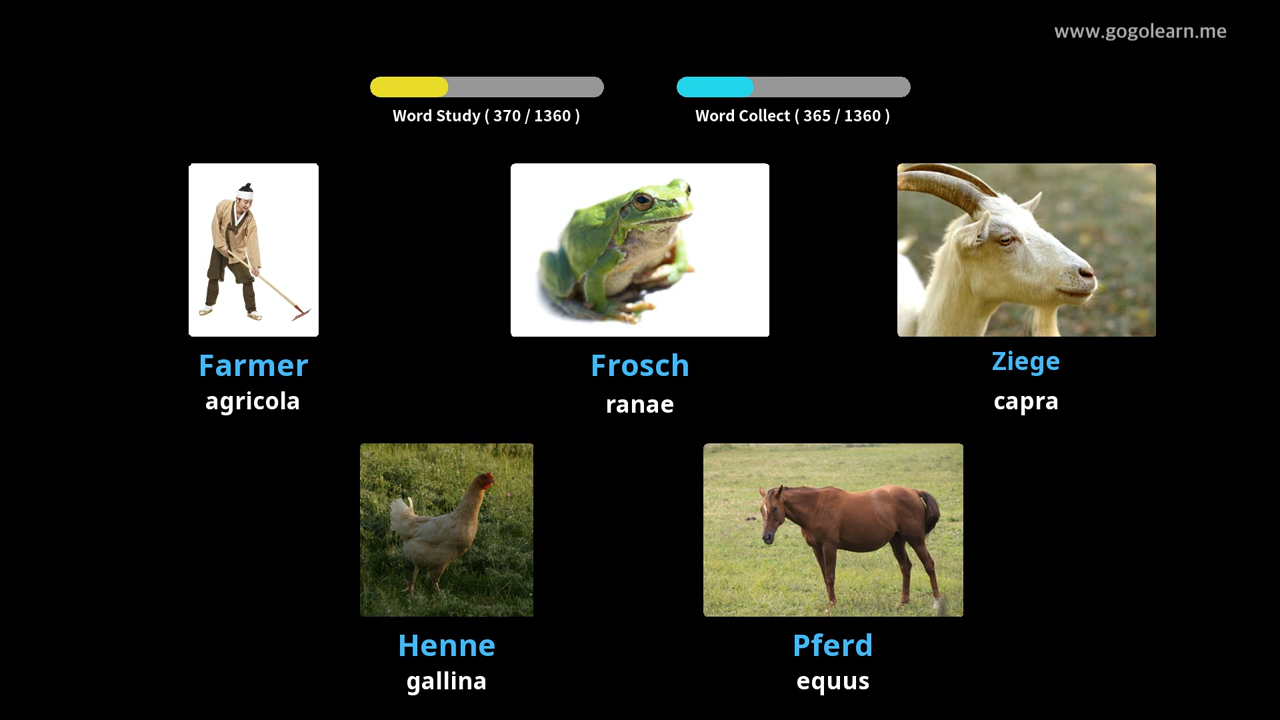 www.gogolearn.me
Word Study ( 370 / 1360 )
Word Collect ( 365 / 1360 )
Farmer
agricola
Frosch
ranae
Ziege
capra
Henne
gallina
Pferd
equus